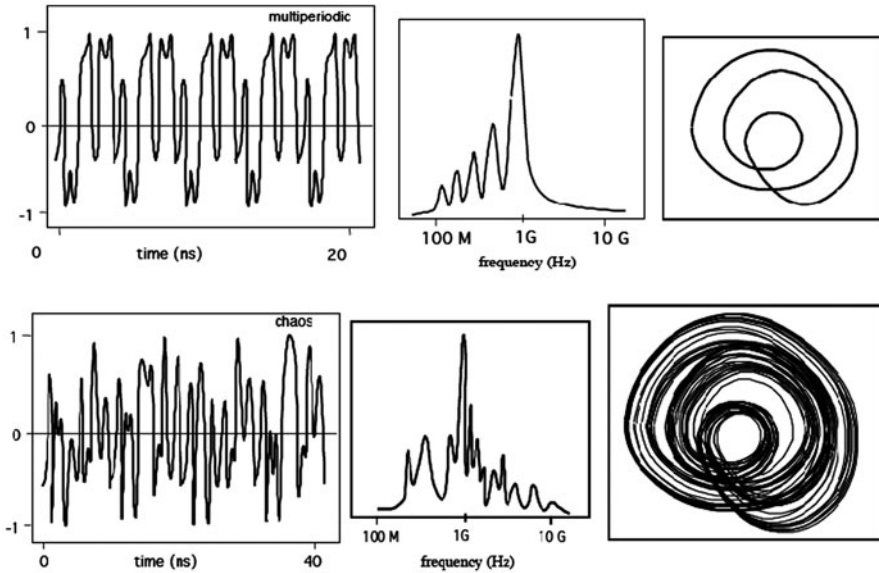 multiperiodic
1
0
-1
0
20
time (ns)
100 M
1G
10 G
frequency (Hz)
chaos
1
0
-1
0
40
time (ns)
100 M
1G
10 G
frequency (Hz)